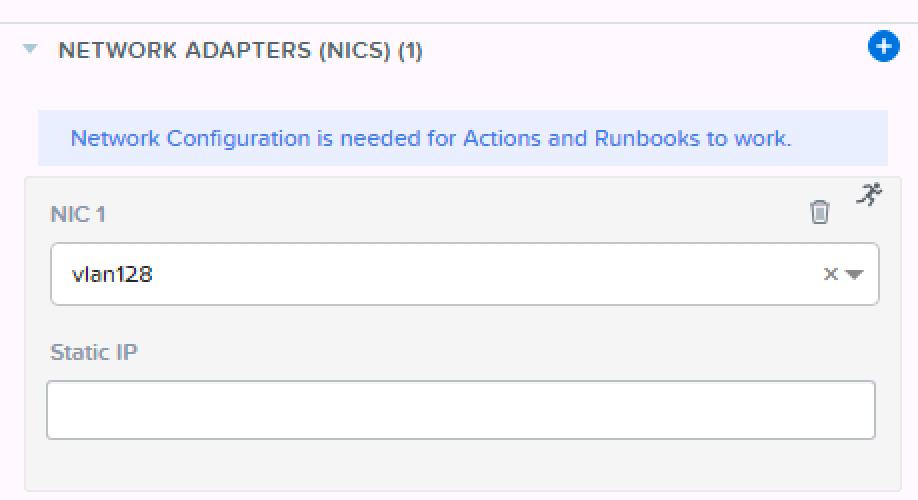 NETWORK ADAPTERS (NICS) (1)
Network Configuration is needed for Actions and Runbooks to work.
NIC 1
vlan128
Static IP